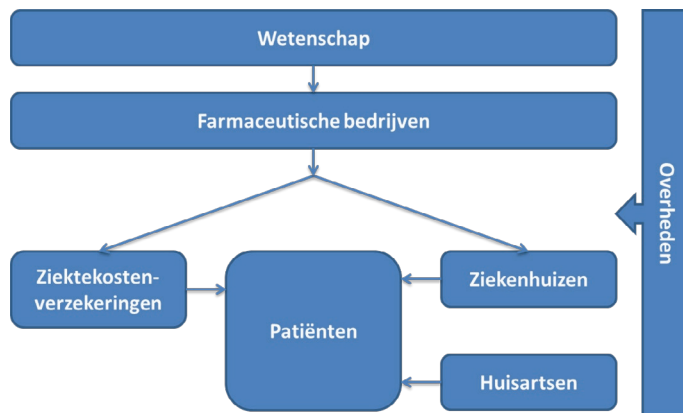 Wetenschap
Farmaceutische bedrijven
Overheden
Ziektekosten-
verzekeringen
Patiënten
Ziekenhuizen
Huisartsen